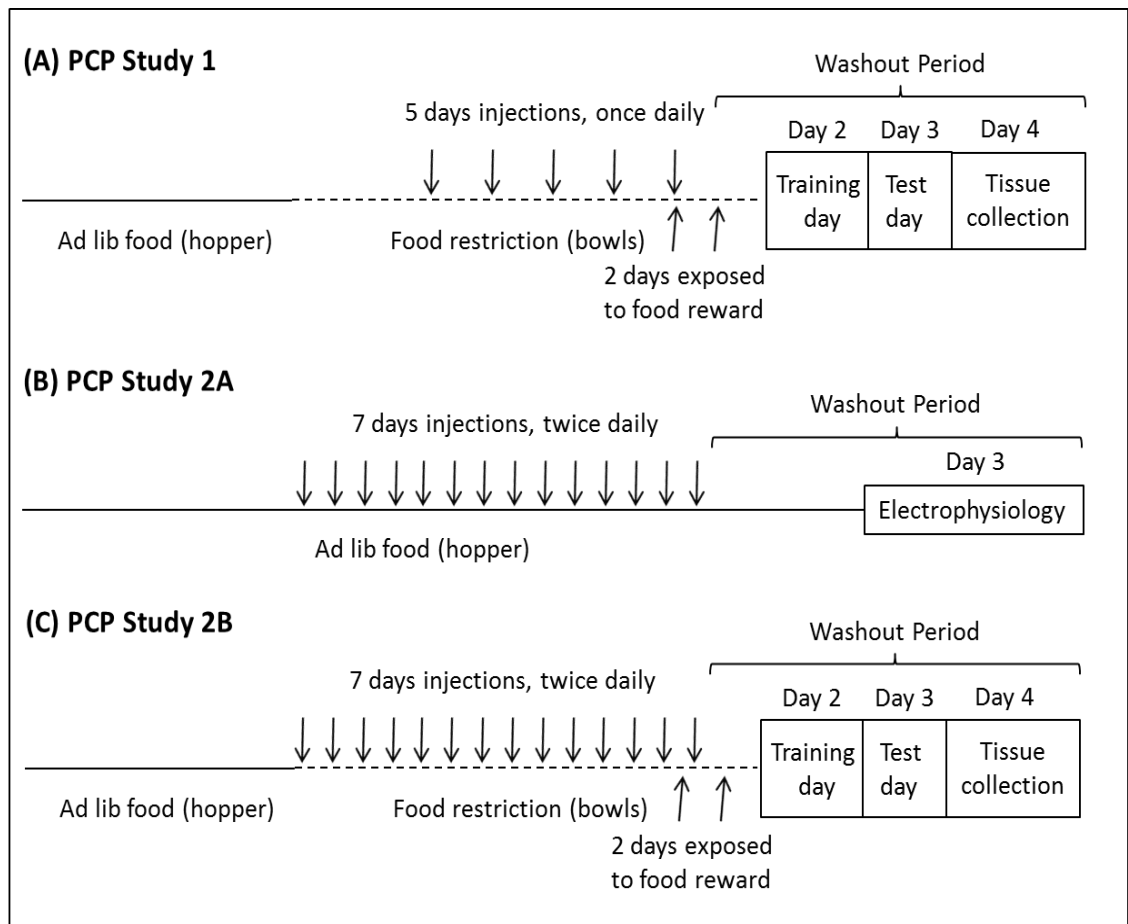 (A) PCP Study 1
Washout Period
5 days injections, once daily
Day 2 Day 3 Day 4
Training day
Test day
Tissue collection
Ad lib food (hopper)
Food restriction (bowls)
2 days exposed
to food reward
(B) PCP Study 2A
Washout Period
7 days injections, twice daily
Day 3
Electrophysiology
Ad lib food (hopper)
(C) PCP Study 2B
Washout Period
7 days injections, twice daily
Day 2 Day 3 Day 4
Training day
Test day
Tissue collection
Ad lib food (hopper)
Food restriction (bowls)
2 days exposed
to food reward